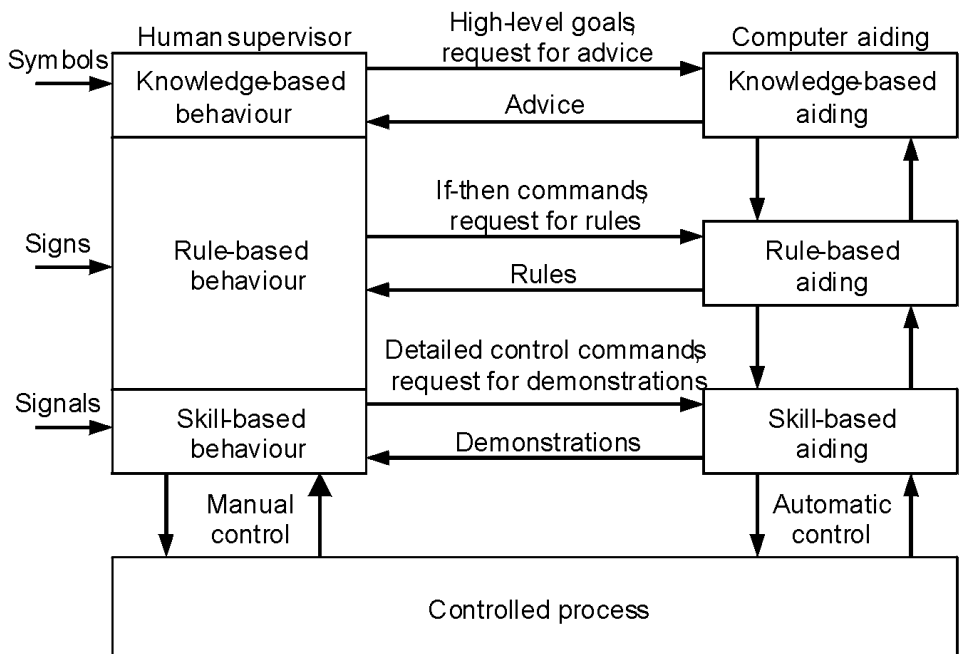 Human supervisor
High-level goals,
request for advice
Computer aiding
Symbols
Knowledge-based
behaviour
Advice
Knowledge-based
aiding
Signs
Rule-based
behaviour
If-then commands,
request for rules
Rules
Rule-based
aiding
Signals
Skill-based
behaviour
Detailed control commands,
request for demonstrations
Demonstrations
Skill-based
aiding
Manual
control
Automatic
control
Controlled process